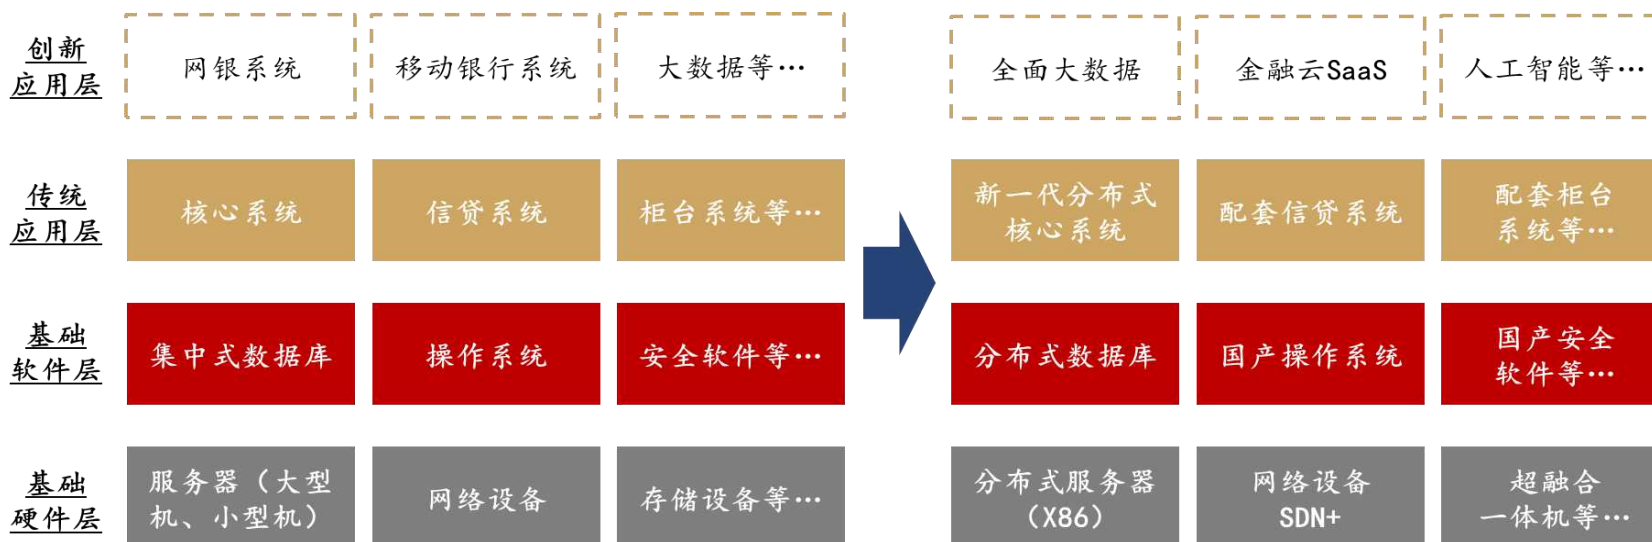 创新
应用层
网银系统
移动银行系统
大数据等…
全面大数据
金融云SaaS
人工智能等…
传统
应用层
核心系统
信贷系统
柜台系统等…
新一代分布式
核心系统
配套信贷系统
配套柜台
系统等…
基础
软件层
集中式数据库
操作系统
安全软件等…
分布式数据库
国产操作系统
国产安全
软件等…
基础
硬件层
服务器（大型
机、小型机）
网络设备
存储设备等…
分布式服务器
（X86）
网络设备
SDN+
超融合
一体机等…